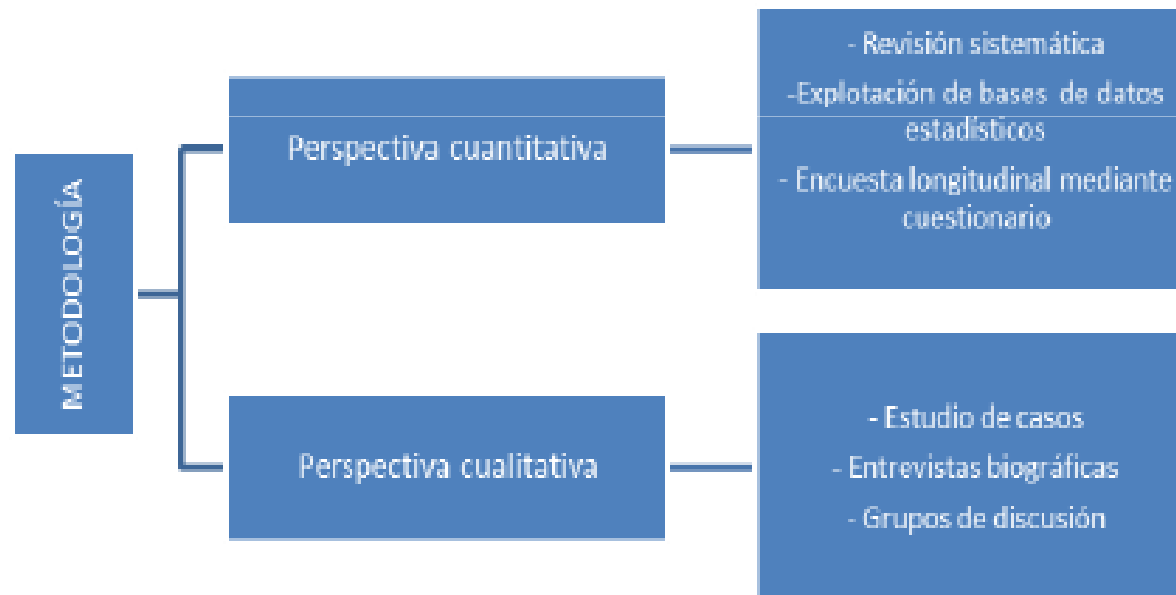 METODOLOGÍA
Perspectiva cuantitativa
- Revisión sistemática
-Explotación de bases de datos
estadísticos
- Encuesta longitudinal mediante
cuestionario
Perspectiva cualitativa
- Estudio de casos
- Entrevistas biográficas
- Grupos de discusión